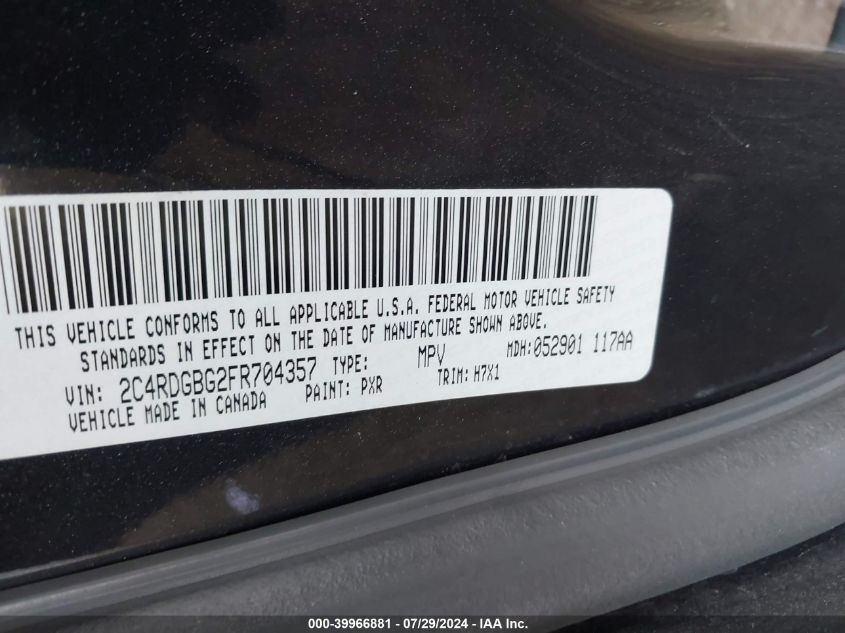 THIS VEHICLE CONFORMS TO ALL APPLICABLE U.S.A. FEDERAL MOTOR VEHICLE SAFETY
STANDARDS IN EFFECT ON THE DATE OF MANUFACTURE SHOWN ABOVE.
VIN: 2C4RDGBG2FR704357 TYPE: MPV MDH:052901 117AA
VEHICLE MADE IN CANADA PAINT: PXR TRIM: H7X1
000-39966881 - 07/29/2024 - IAA Inc.